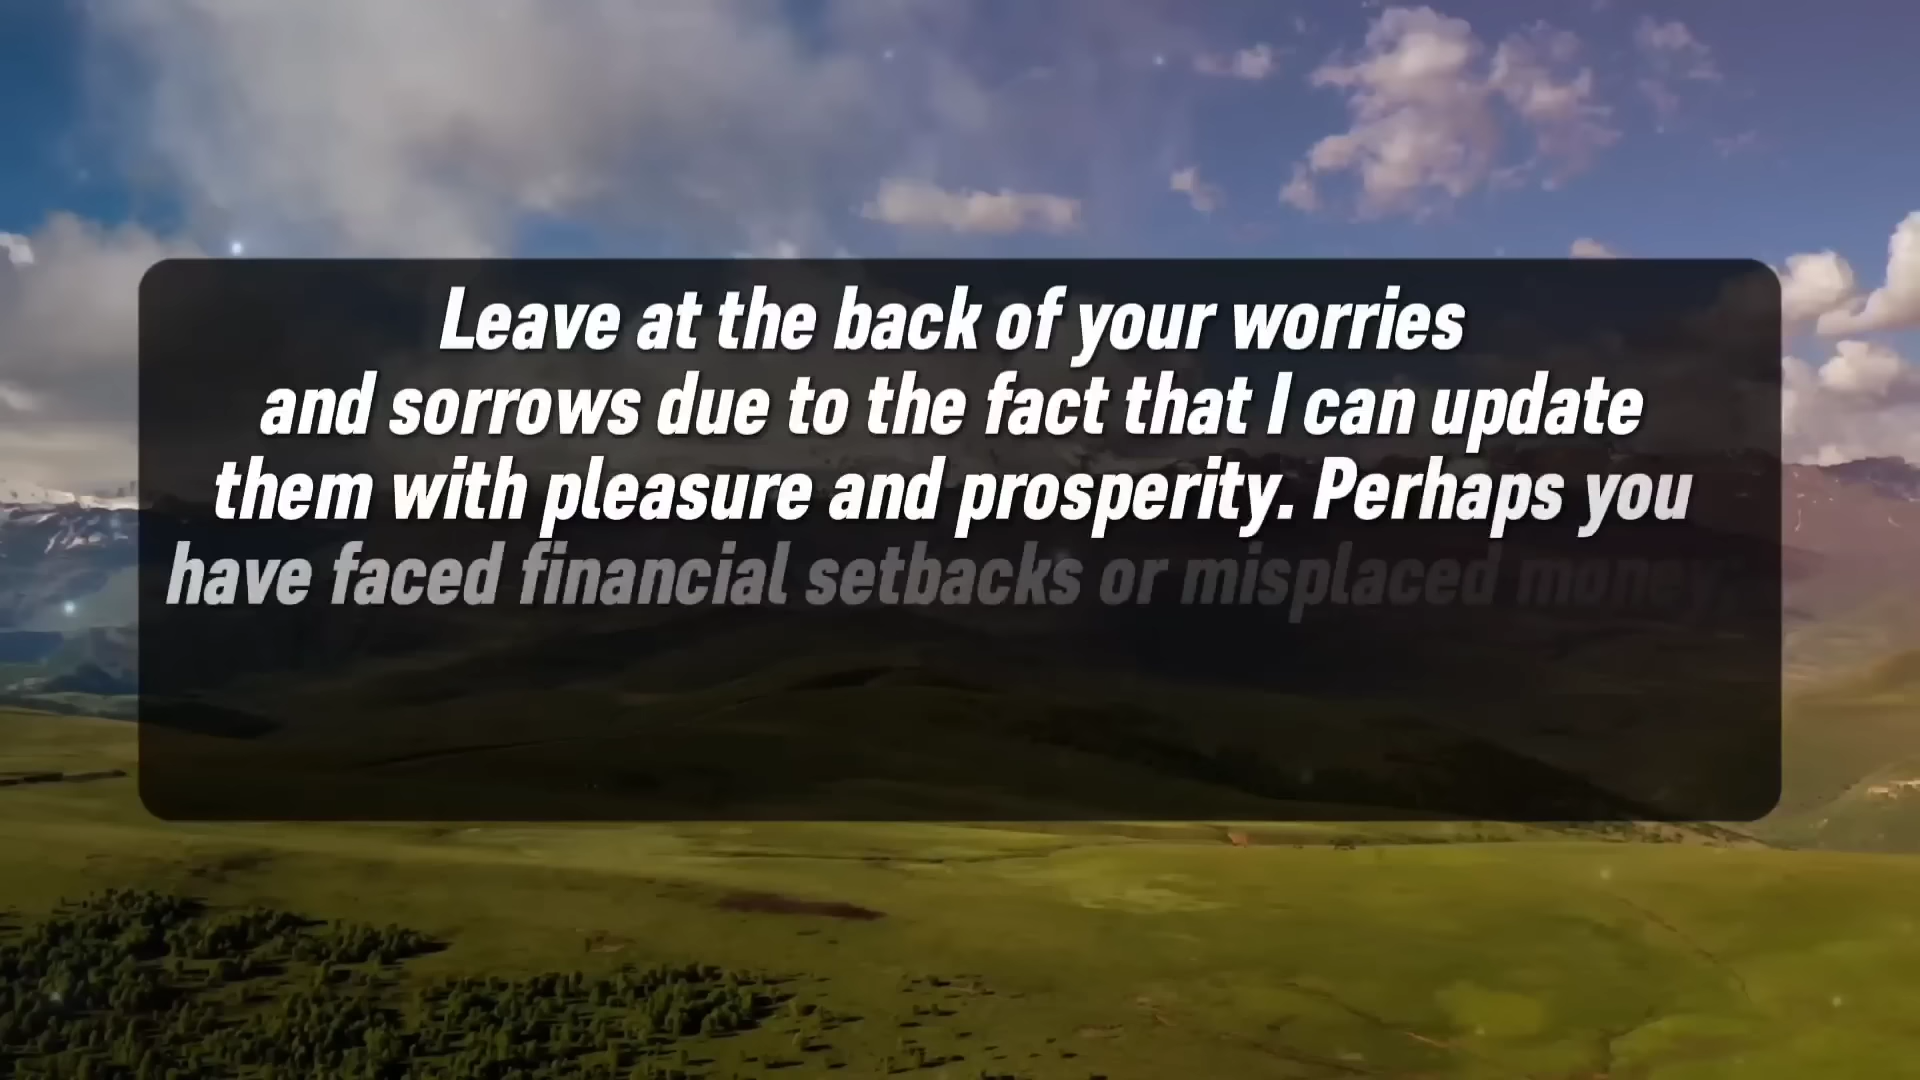 Leave at the back of your worries
and sorrows due to the fact that I can update
them with pleasure and prosperity. Perhaps you
have faced financial setbacks or misplaced money,